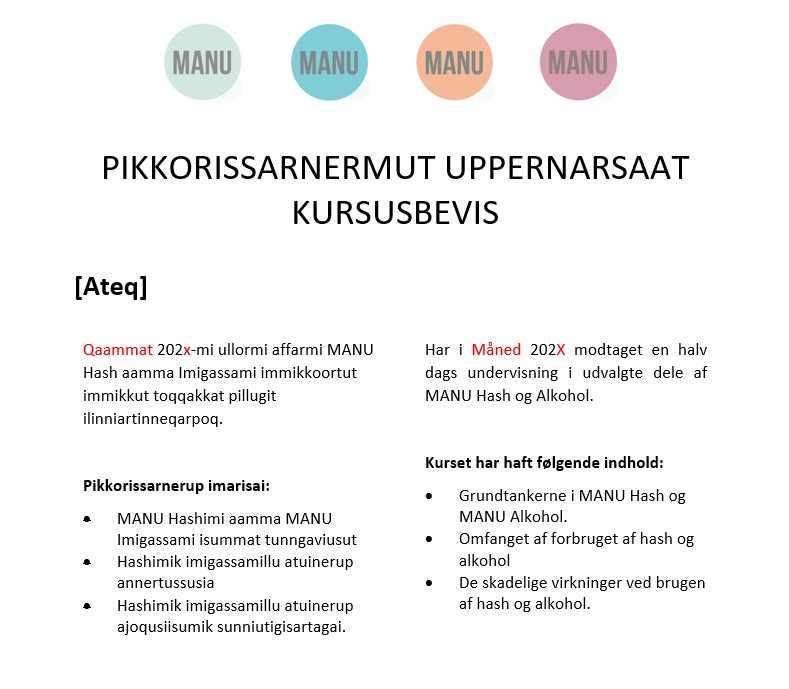 MANU MANU MANU MANU
PIKKORISSARNERMUT UPPERNARSAAT
KURSUSBEVIS
[Ateq]
Qaammat 202x-mi ullormi affarmi MANU
Hash aamma Imigassami immikkoortut
immikkut toqqakkat pillugit
ilinniartinneqarpoq.
Pikkorissarnerup imarisai:
• MANU Hashimi aamma MANU
Imigassami isummat tunngaviusut
• Hashimik imigassamillu atuinerup
annertussusia
• Hashimik imigassamillu atuinerup
ajoqusiisumik sunniutigisartagai.
Har i Måned 202X modtaget en halv
dags undervisning i udvalgte dele af
MANU Hash og Alkohol.
Kurset har haft følgende indhold:
• Grundtankerne i MANU Hash og
MANU Alkohol.
• Omfanget af forbruget af hash og
alkohol
• De skadelige virkninger ved brugen
af hash og alkohol.